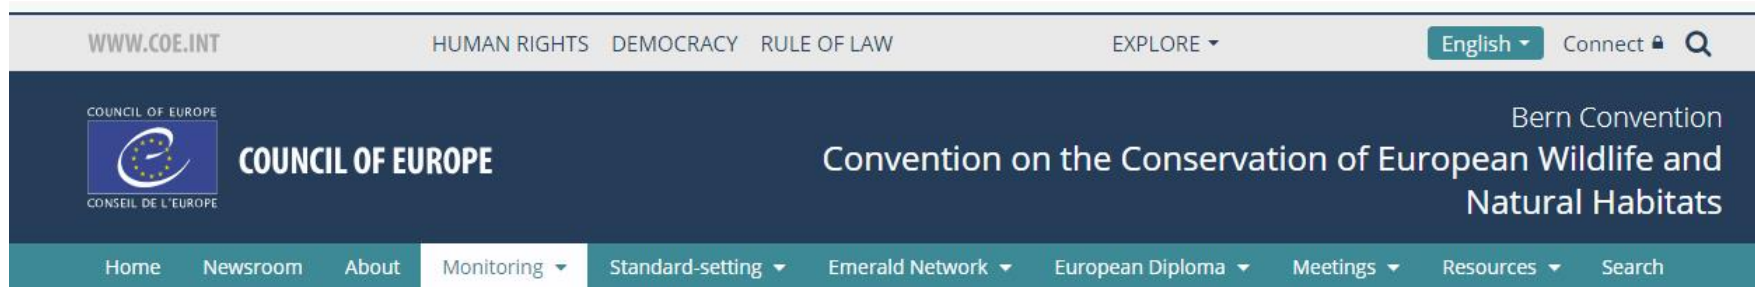 WWW.COE.INT HUMAN RIGHTS DEMOCRACY RULE OF LAW EXPLORE English Connect
COUNCIL OF EUROPE
CONSEIL DE L'EUROPE
COUNCIL OF EUROPE
Bern Convention
Convention on the Conservation of European Wildlife and
Natural Habitats
Home Newsroom About Monitoring Standard-setting Emerald Network European Diploma Meetings Resources Search